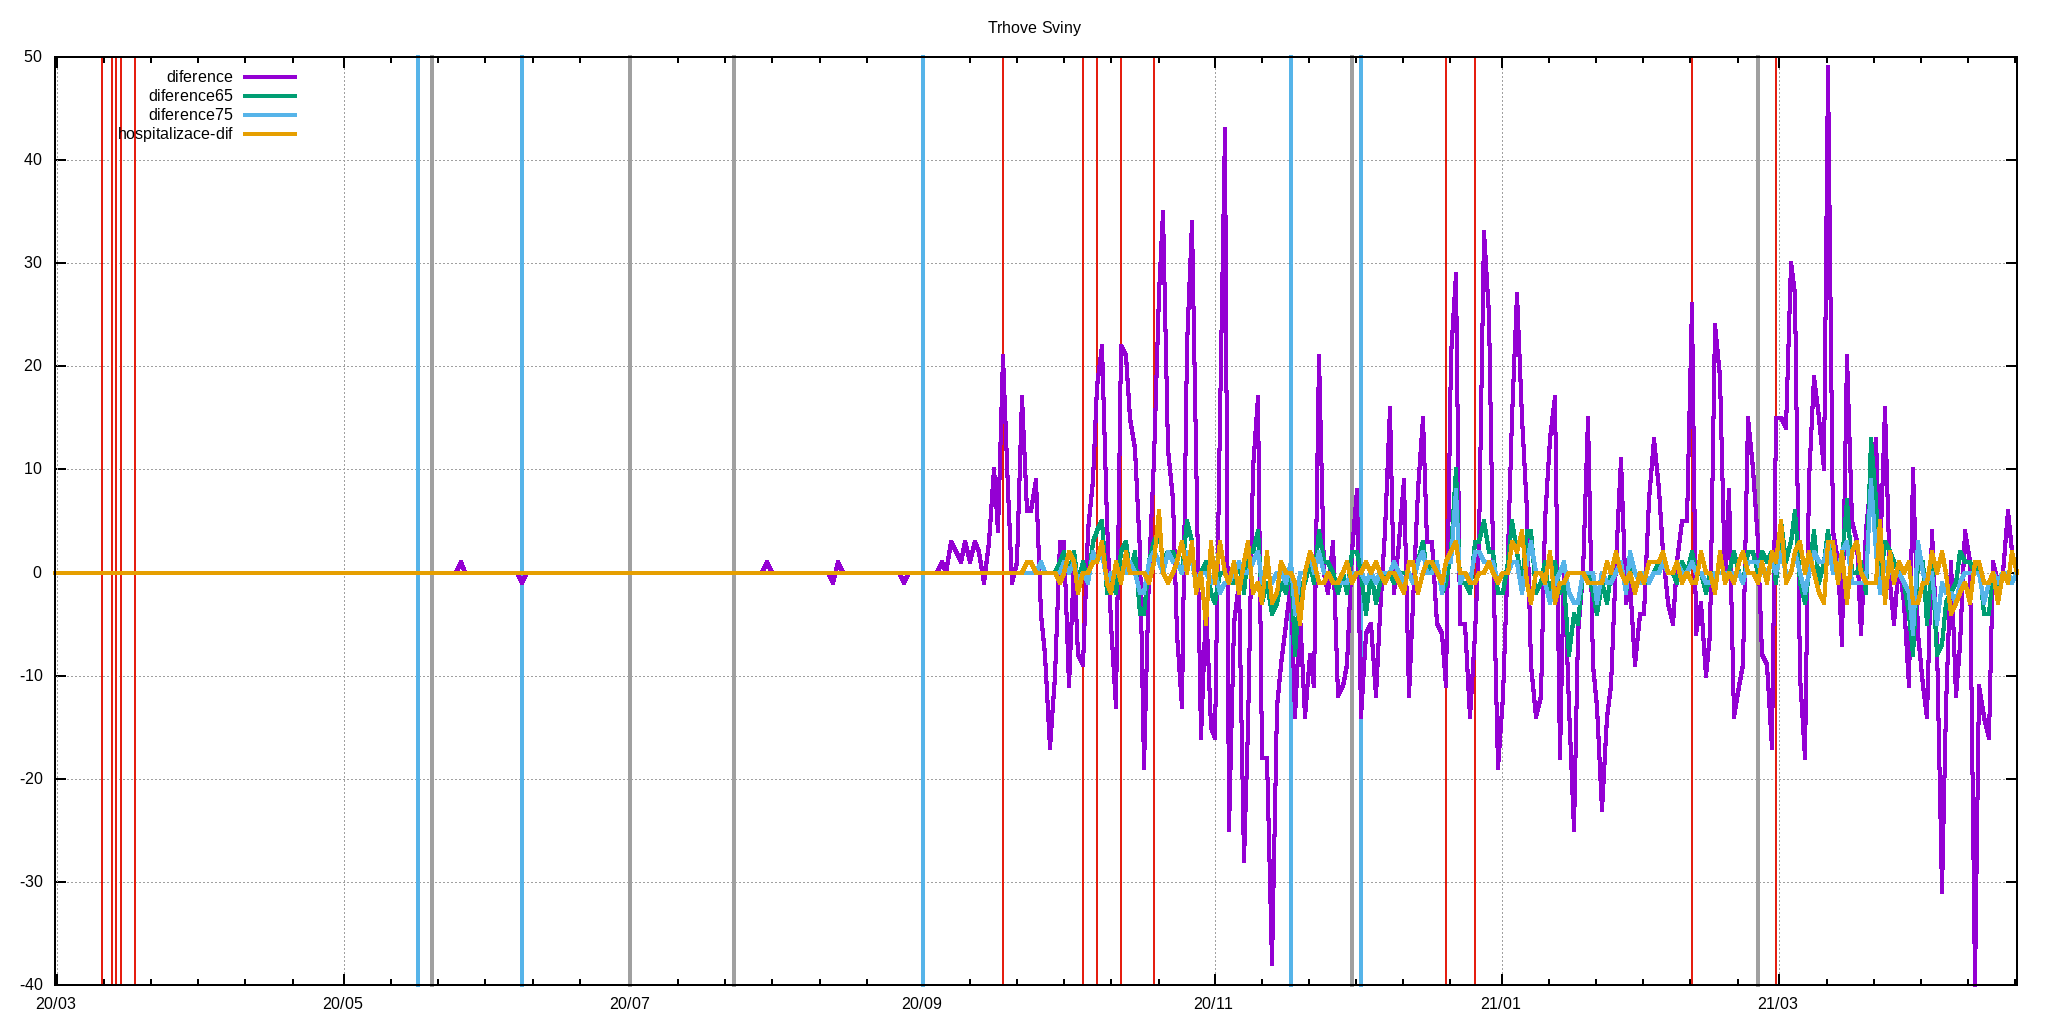 Trhove Sviny
50
diference
diference65
diference75
hospitalizace-dif
40
30
20
10
0
-10
-20
-30
-40
20/03 20/05 20/07 20/09 20/11 21/01 21/03